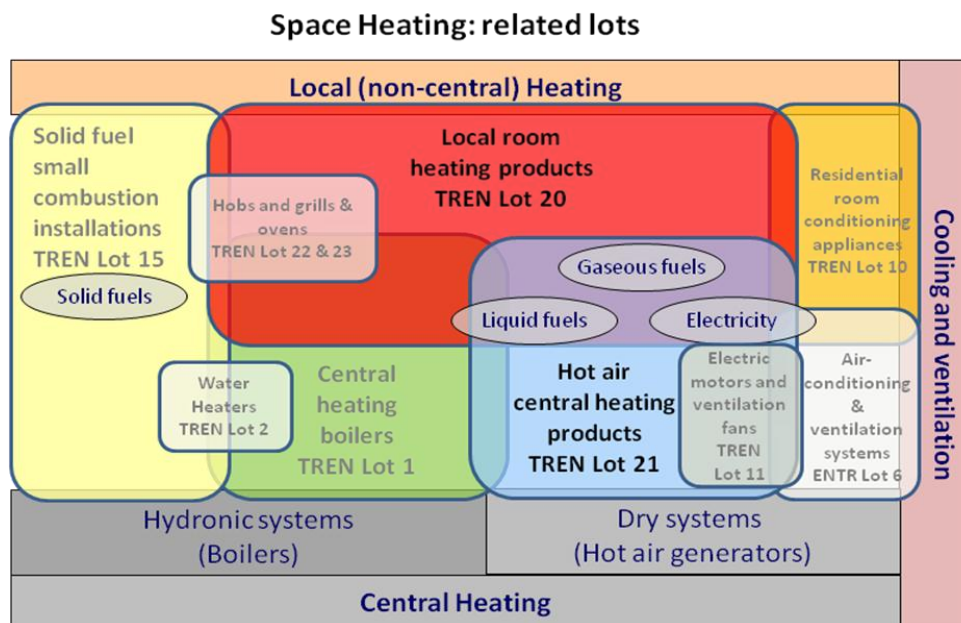 Space Heating: related lots
Local (non-central) Heating
Solid fuel
small
combustion
installations
TREN Lot 15
Solid fuels
Local room
heating products
TREN Lot 20
Hobs and grills &
ovens
TREN Lot 22 & 23
Residential
room
conditioning
appliances
TREN Lot 10
Gaseous fuels
Liquid fuels
Electricity
Water
Heaters
TREN Lot 2
Central
heating
boilers
TREN Lot 1
Hot air
central heating
products
TREN Lot 21
Electric
motors and
ventilation
fans
TREN
Lot 11
Air-
conditioning
&
ventilation
systems
ENTR Lot 6
Cooling and ventilation
Hydronic systems
(Boilers)
Dry systems
(Hot air generators)
Central Heating